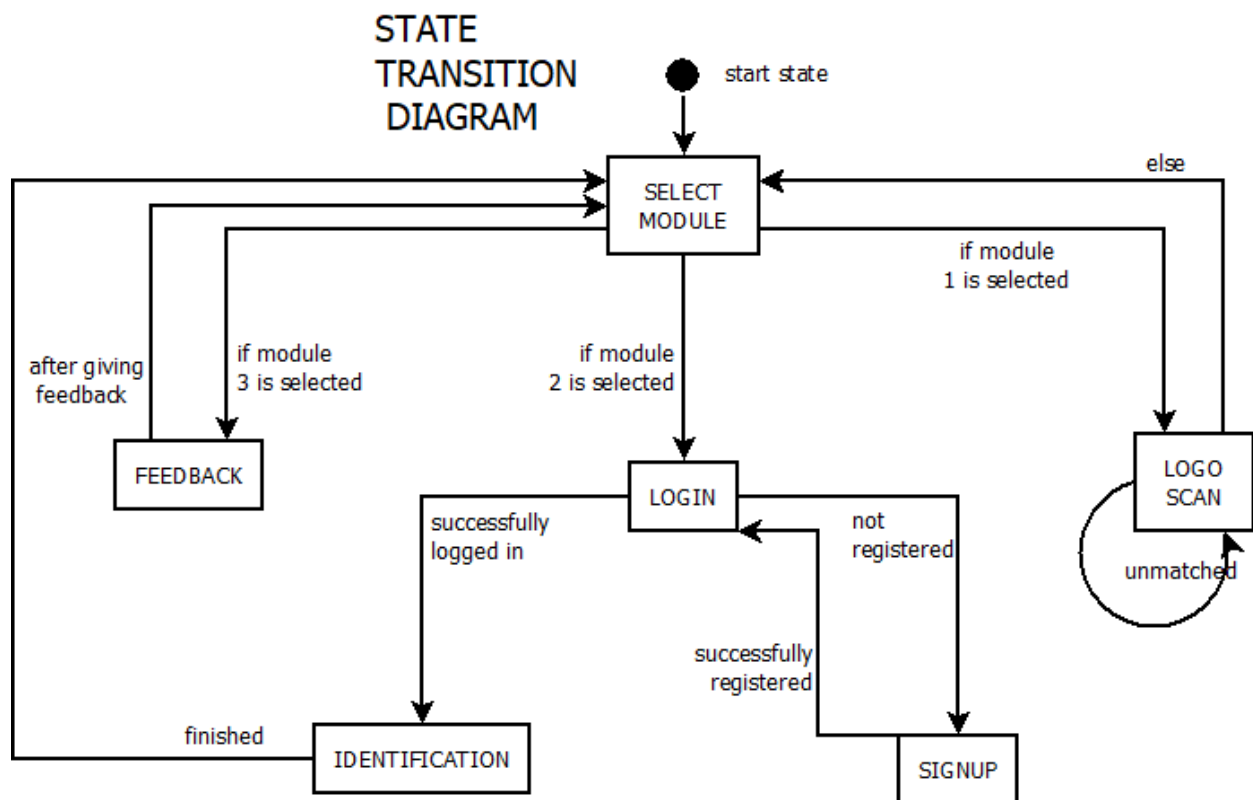 STATE
TRANSITION
DIAGRAM
start state
SELECT
MODULE
else
if module
1 is selected
after giving
feedback
if module
3 is selected
if module
2 is selected
FEEDBACK
LOGIN
LOGO
SCAN
successfully
logged in
not
registered
unmatched
successfully
registered
finished
IDENTIFICATION
SIGNUP